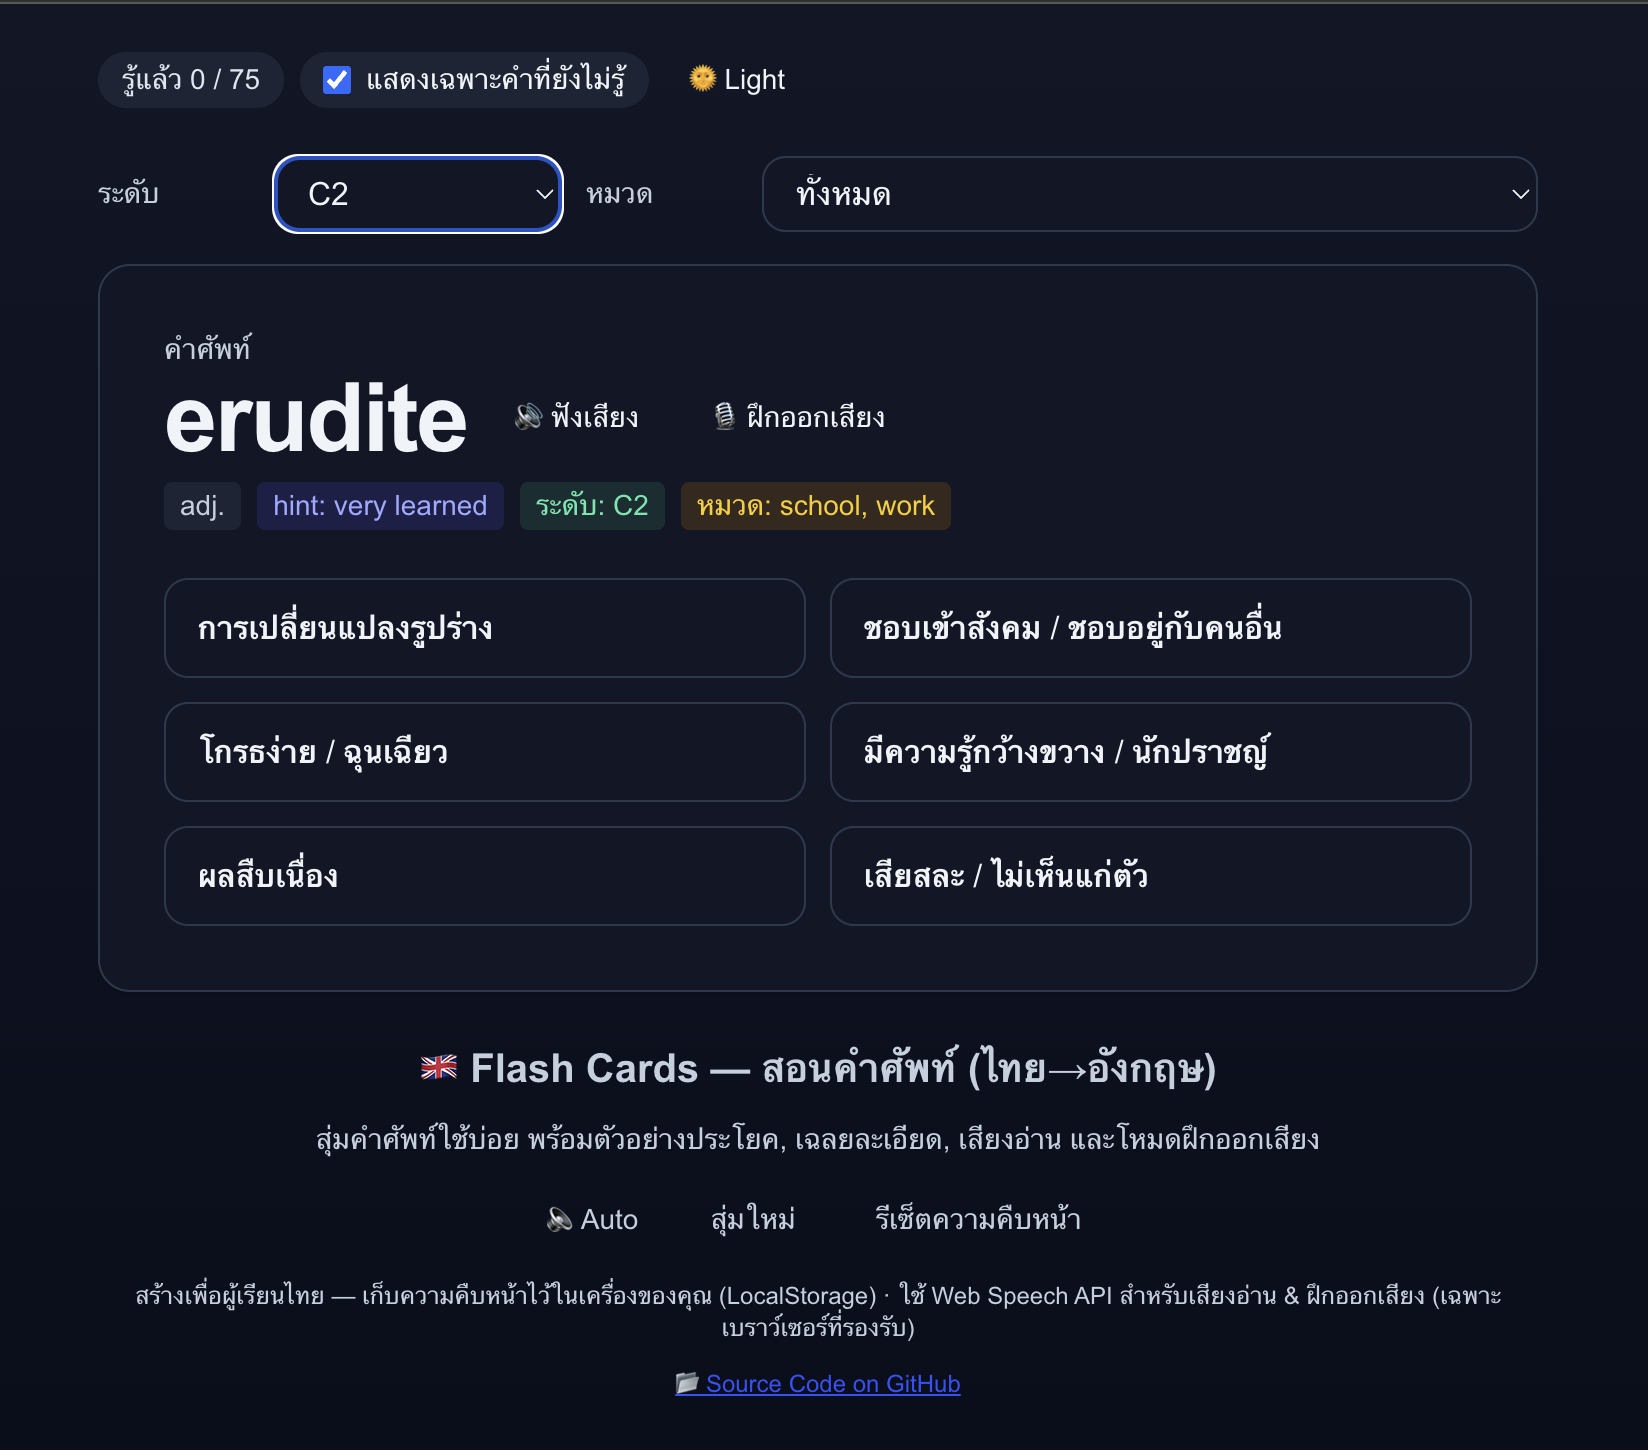 รู้แล้ว 0 / 75
แสดงเฉพาะคำที่ยังไม่รู้
🌞 Light
ระดับ
C2
หมวด
ทั้งหมด
คำศัพท์
erudite
🔊 ฟังเสียง
🎙️ ฝึกออกเสียง
adj.
hint: very learned
ระดับ: C2
หมวด: school, work
การเปลี่ยนแปลงรูปร่าง
ชอบเข้าสังคม / ชอบอยู่กับคนอื่น
โกรธง่าย / ฉุนเฉียว
มีความรู้กว้างขวาง / นักปราชญ์
ผลสืบเนื่อง
เสียสละ / ไม่เห็นแก่ตัว
🇬🇧 Flash Cards — สอนคำศัพท์ (ไทย→อังกฤษ)
สุ่มคำศัพท์ใช้บ่อย พร้อมตัวอย่างประโยค, เฉลยละเอียด, เสียงอ่าน และโหมดฝึกออกเสียง
🔈 Auto
สุ่มใหม่
รีเซ็ตความคืบหน้า
สร้างเพื่อผู้เรียนไทย — เก็บความคืบหน้าไว้ในเครื่องของคุณ (LocalStorage) · ใช้ Web Speech API สำหรับเสียงอ่าน & ฝึกออกเสียง (เฉพาะ
เบราว์เซอร์ที่รองรับ)
📂 Source Code on GitHub